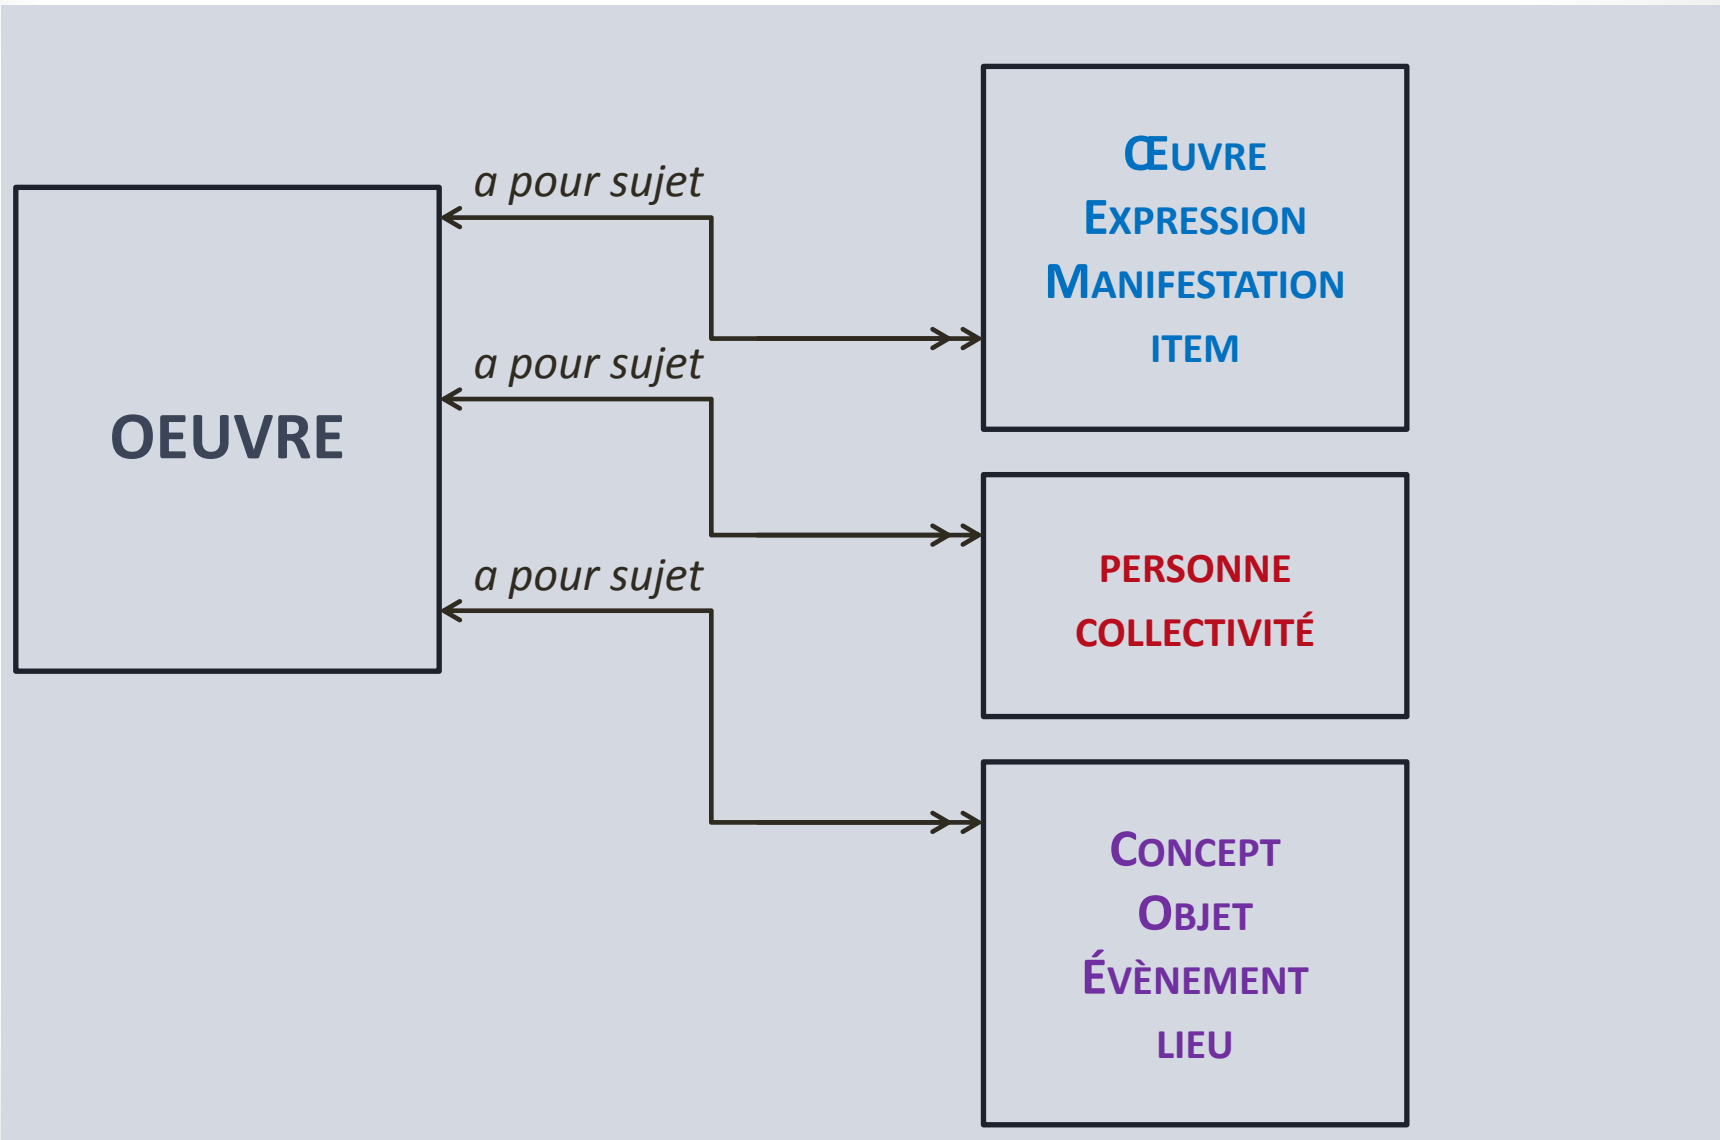 OEUVRE
a pour sujet
a pour sujet
a pour sujet
ŒUVRE
EXPRESSION
MANIFESTATION
ITEM
PERSONNE
COLLECTIVITÉ
CONCEPT
OBJET
ÉVÈNEMENT
LIEU